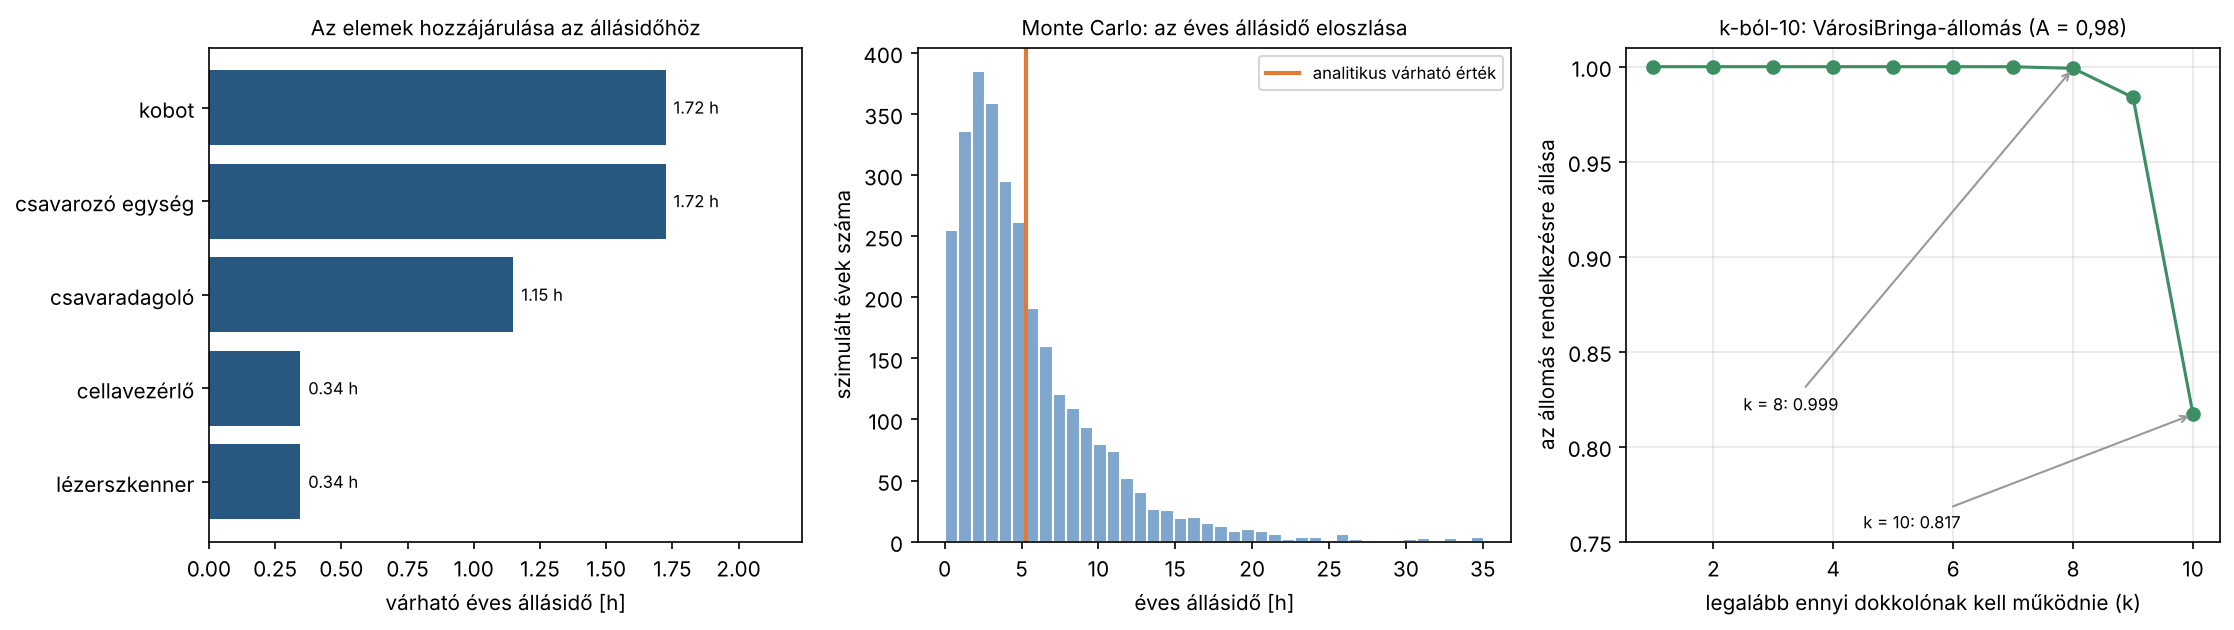 Az elemek hozzájárulása az állásidőhöz
kobot
1.72 h
csavarozó egység
1.72 h
csavaradagoló
1.15 h
cellavezérlő
0.34 h
lézerszkenner
0.34 h
0.00 0.25 0.50 0.75 1.00 1.25 1.50 1.75 2.00
várható éves állásidő [h]
Monte Carlo: az éves állásidő eloszlása
analitikus várható érték
szimulált évek száma
400
350
300
250
200
150
100
50
0
0 5 10 15 20 25 30 35
éves állásidő [h]
k-ból-10: VárosiBringa-állomás (A = 0,98)
az állomás rendelkezésre állása
1.00
0.95
0.90
0.85
0.80
0.75
k = 8: 0.999
k = 10: 0.817
2 4 6 8 10
legalább ennyi dokkolónak kell működnie (k)